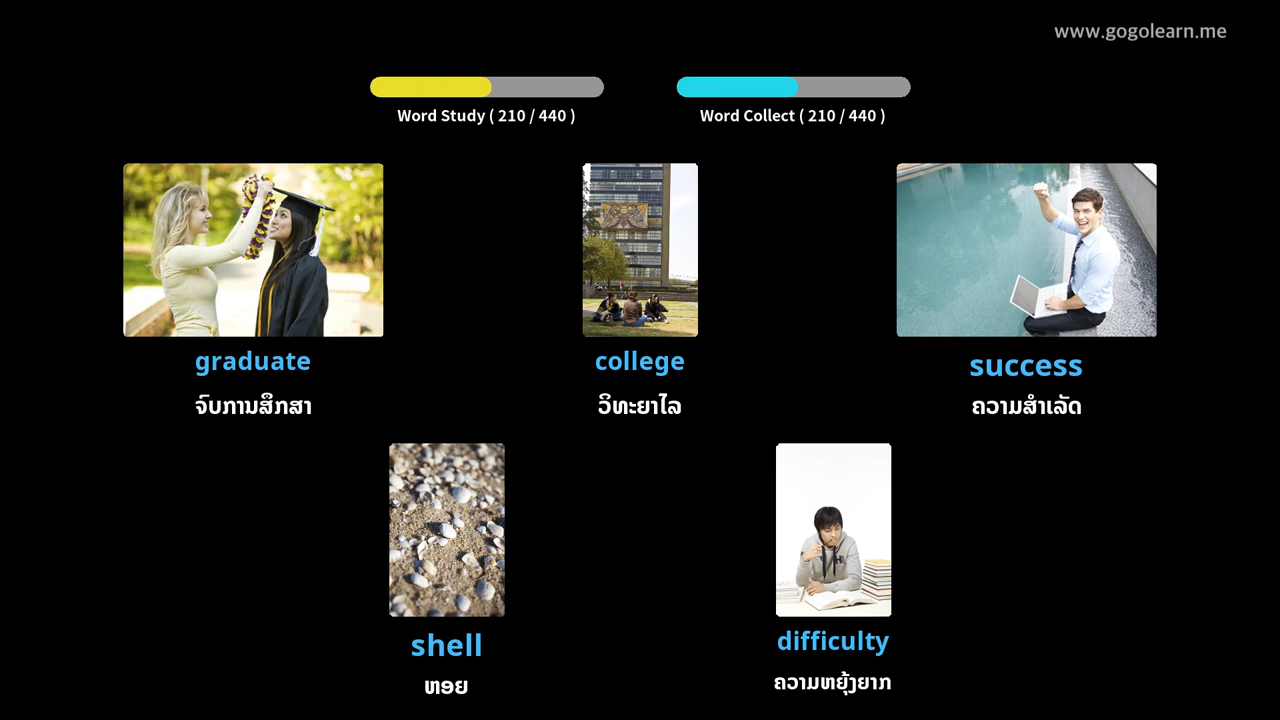 www.gogolearn.me
Word Study ( 210 / 440 )
Word Collect ( 210 / 440 )
graduate
ຈົບການສຶກສາ
college
ວິທະຍາໄລ
success
ຄວາມສຳເລັດ
shell
ຫອຍ
difficulty
ຄວາມຫຍຸ້ງຍາກ